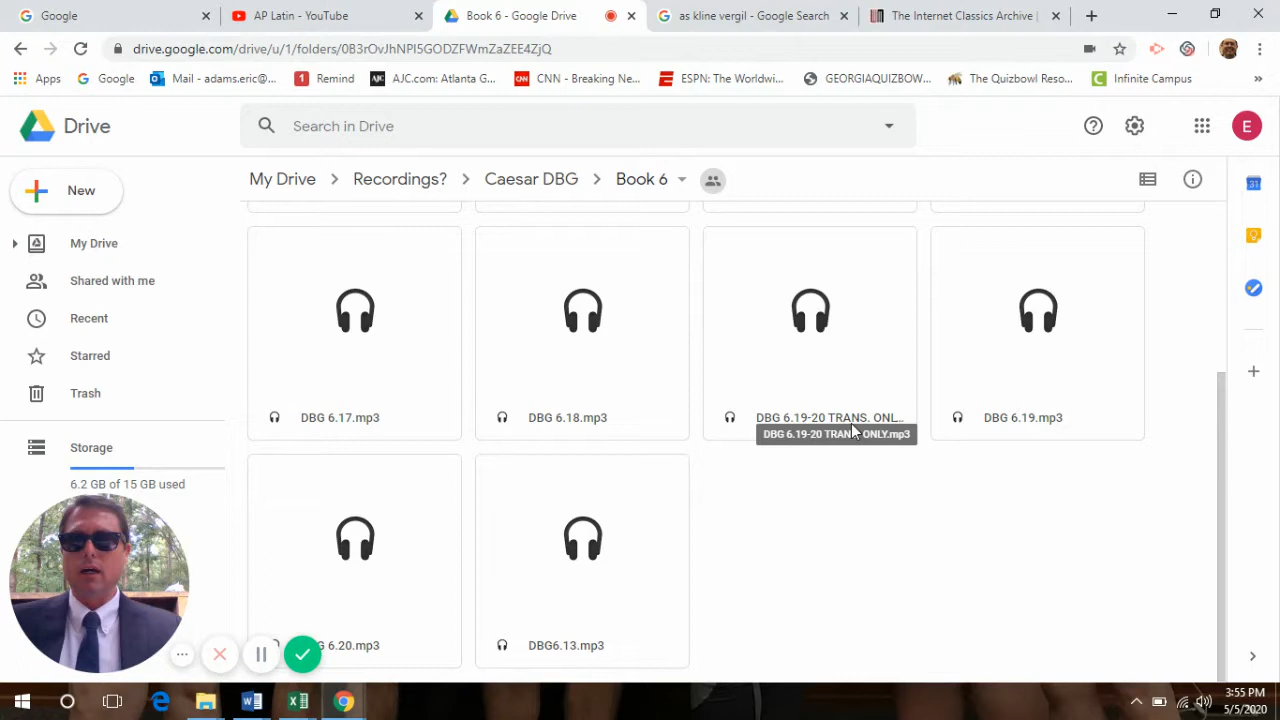 Google
AP Latin - YouTube
Book 6 - Google Drive
as kline vergil - Google Search
The Internet Classics Archive |
drive.google.com/drive/u/1/folders/0B3rOvJhNPI5GODZFWmZaZEE4ZjQ
Apps
Google
Mail - adams.eric@...
1 Remind
AJC.com: Atlanta G...
CNN - Breaking Ne...
ESPN: The Worldwi...
GEORGIAQUIZBOW...
The Quizbowl Reso...
Infinite Campus
Drive
Search in Drive
E
New
My Drive
Recordings?
Caesar DBG
Book 6
My Drive
Shared with me
Recent
Starred
Trash
Storage
6.2 GB of 15 GB used
DBG 6.17.mp3
DBG 6.18.mp3
DBG 6.19-20 TRANS. ONL...
DBG 6.19.mp3
DBG 6.19-20 TRAN ONLY.mp3
G 6.20.mp3
DBG6.13.mp3
31
3:55 PM
5/5/2020